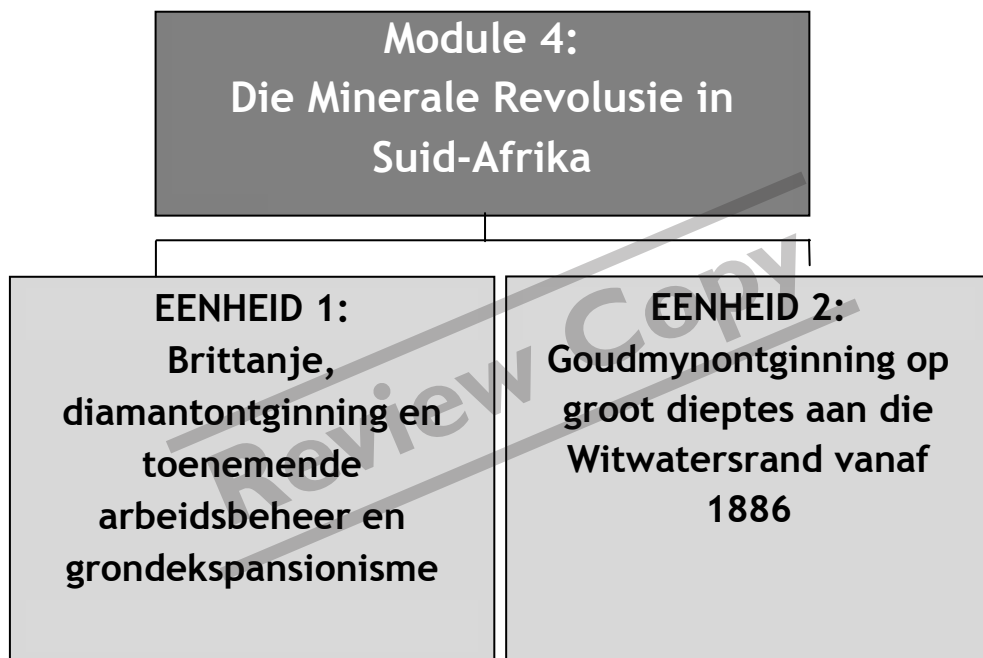 Module 4:
Die Minerale Revolusie in
Suid-Afrika
EENHEID 1:
Brittanje,
diamantontginning en
toenemende
arbeidsbeheer en
grondekspansionisme
EENHEID 2:
Goudmynontginning op
groot dieptes aan die
Witwatersrand vanaf
1886
Review Copy